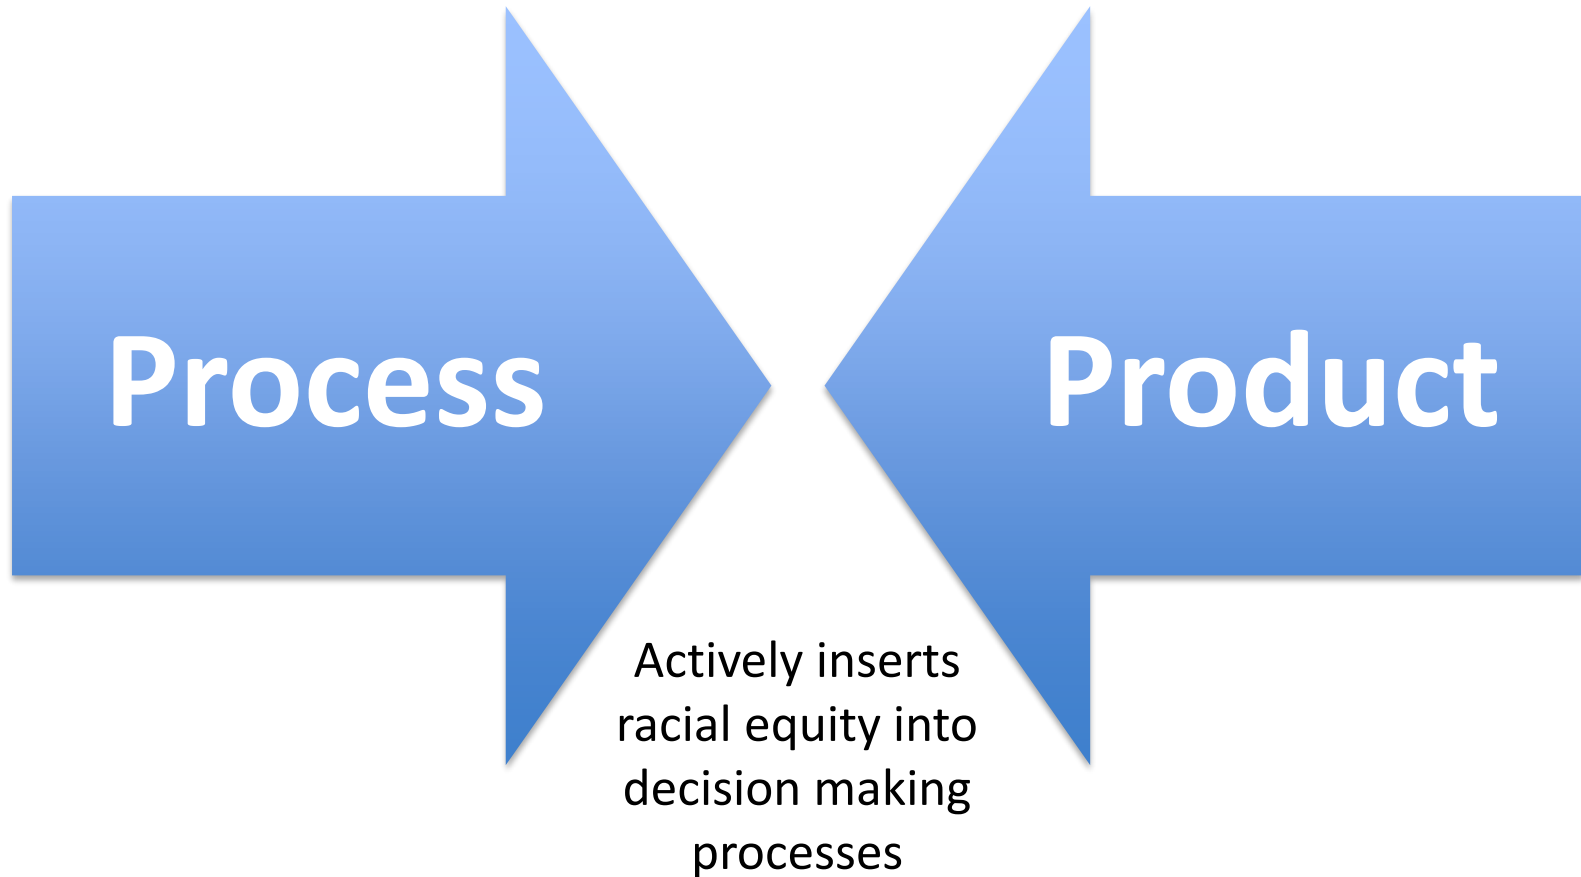 Process
Product
Actively inserts
racial equity into
decision making
processes